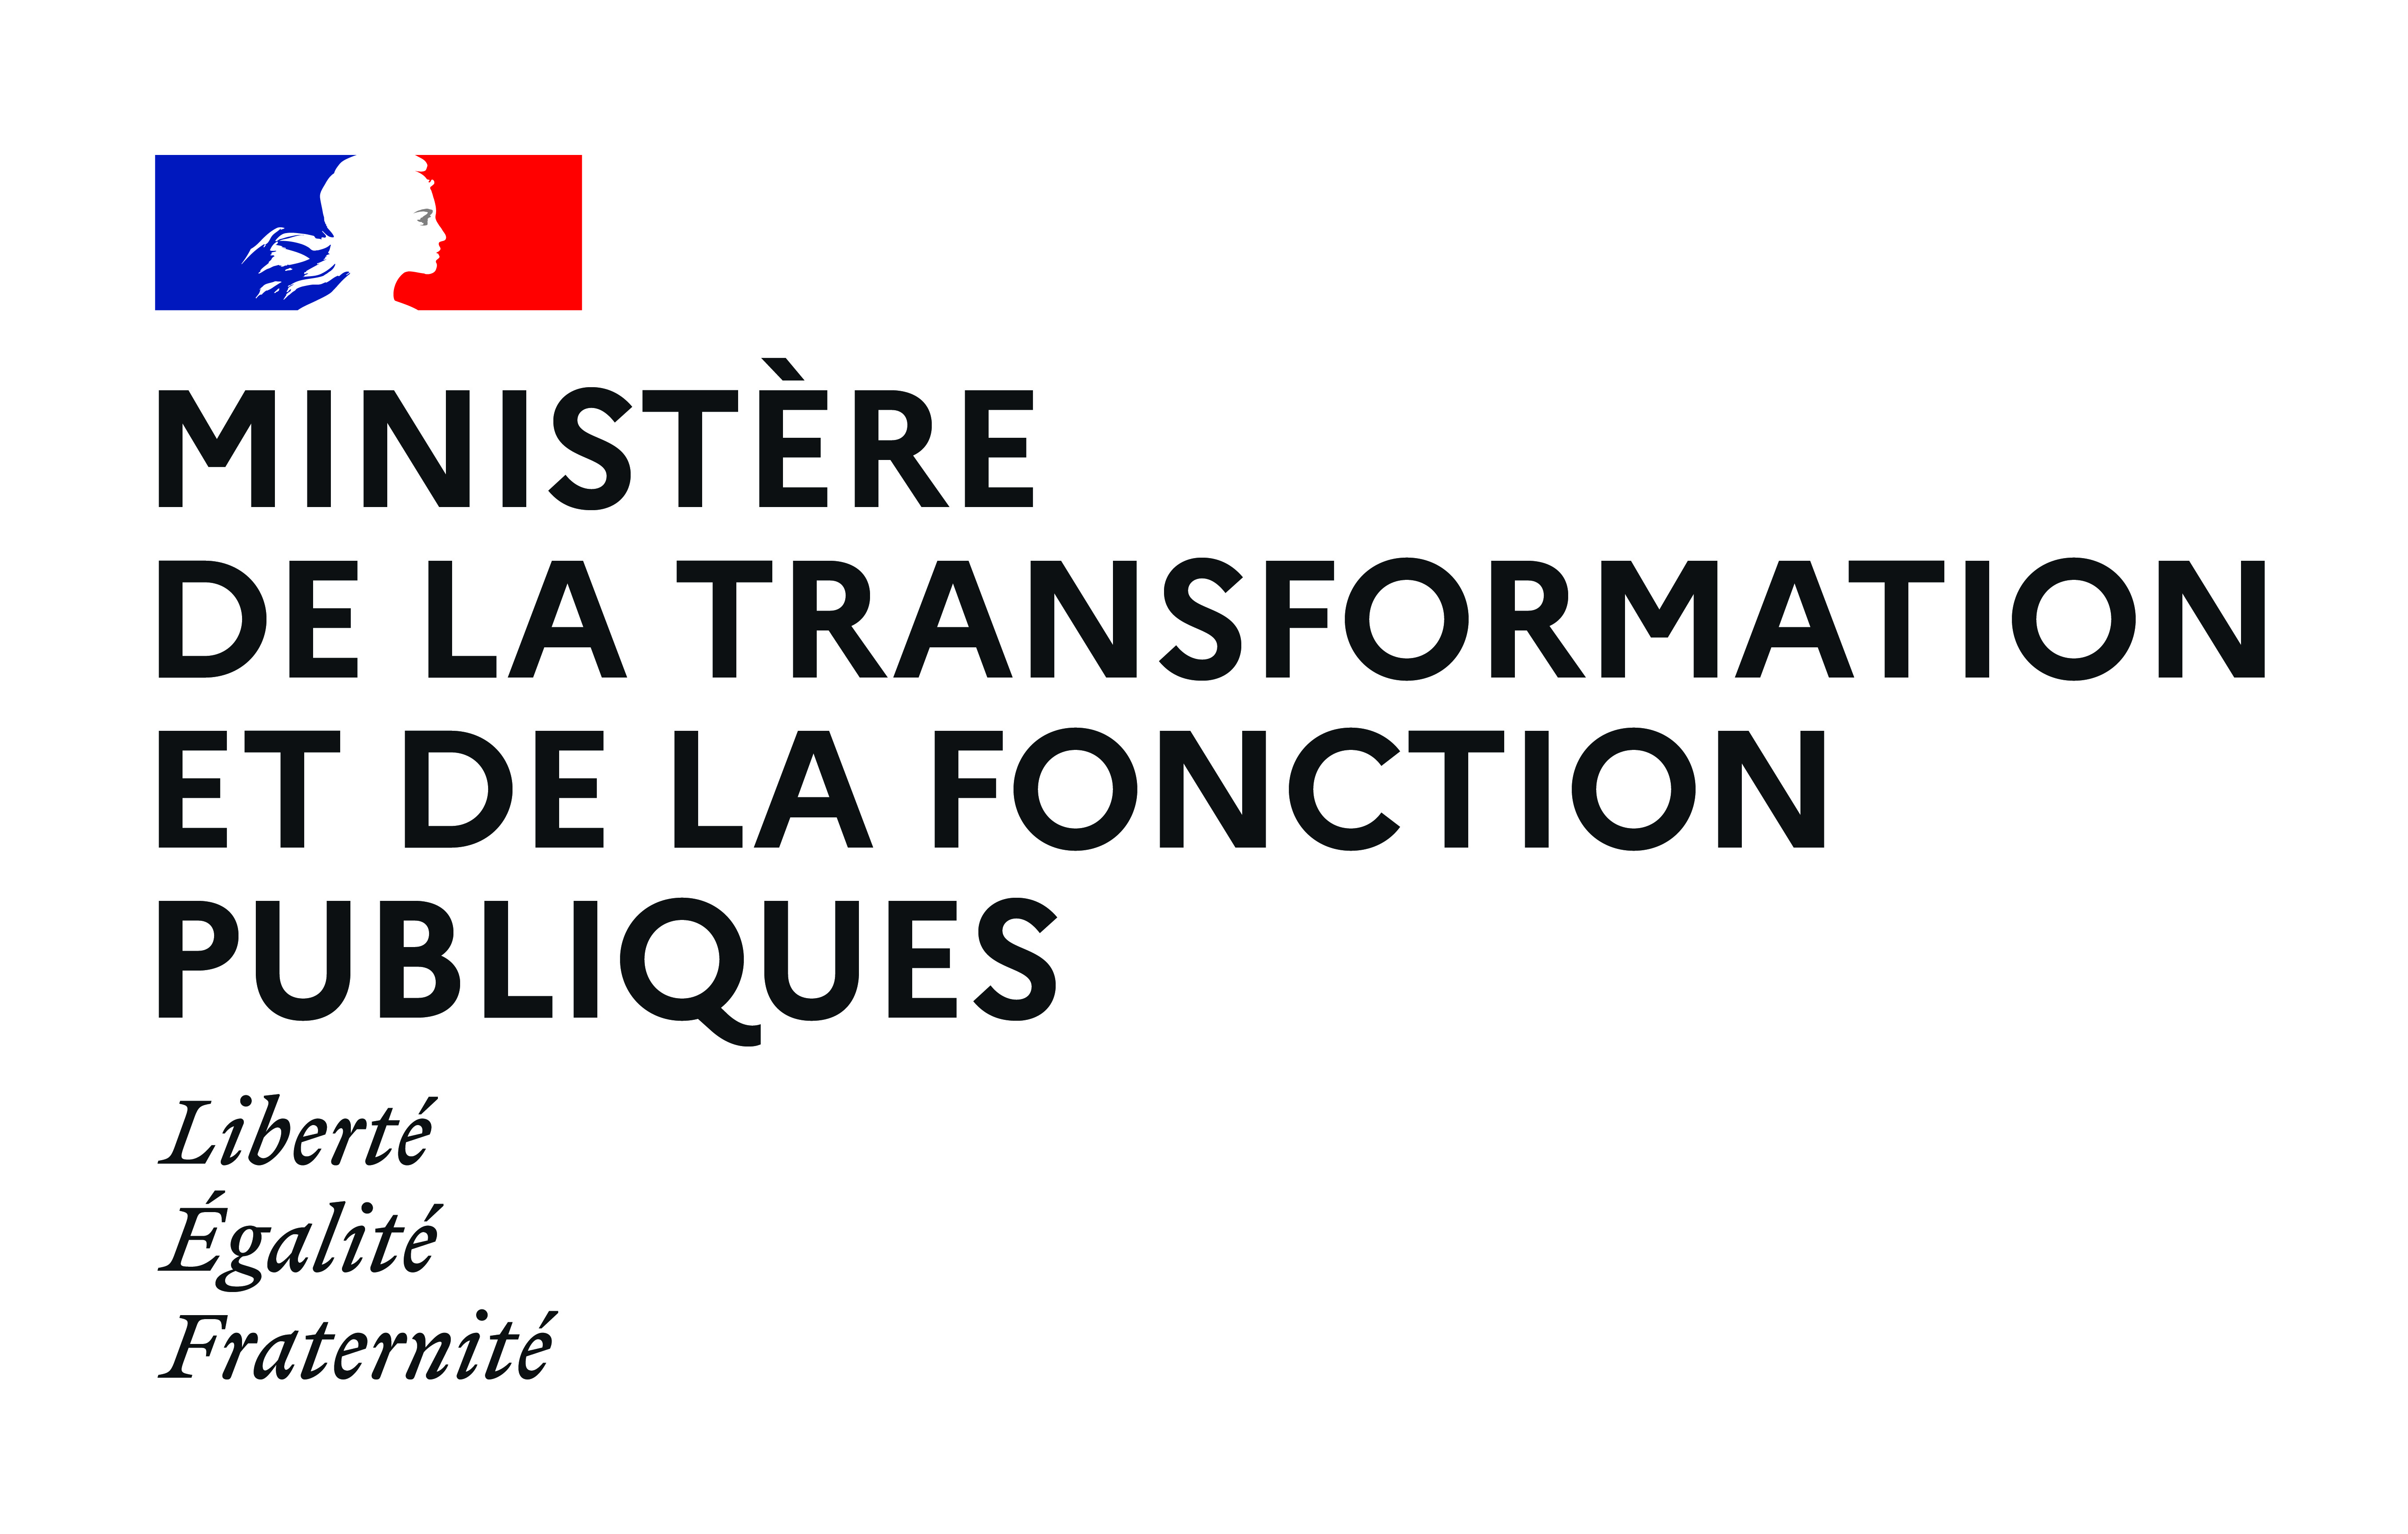 MINISTÈRE
DE LA TRANSFORMATION
ET DE LA FONCTION
PUBLIQUES
Liberté
Égalité
Fraternité